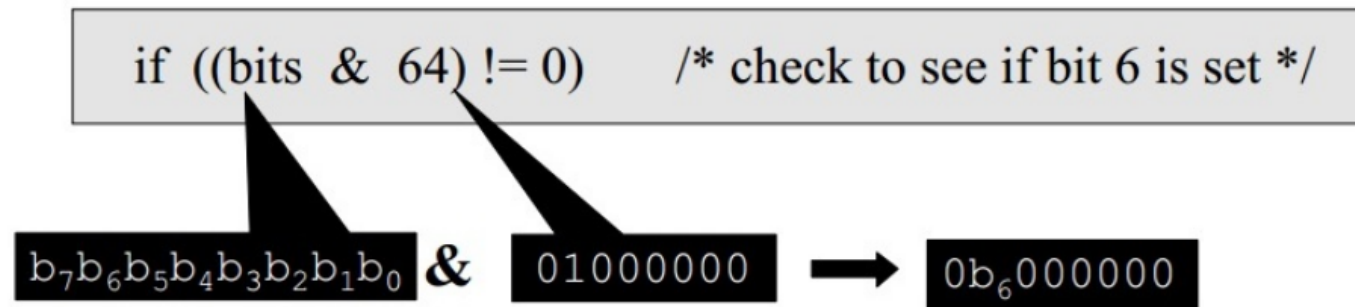 if ((bits & 64) != 0) /* check to see if bit 6 is set */
b₇b₆b₅b₄b₃b₂b₁b₀ & 01000000 → 0b₆000000